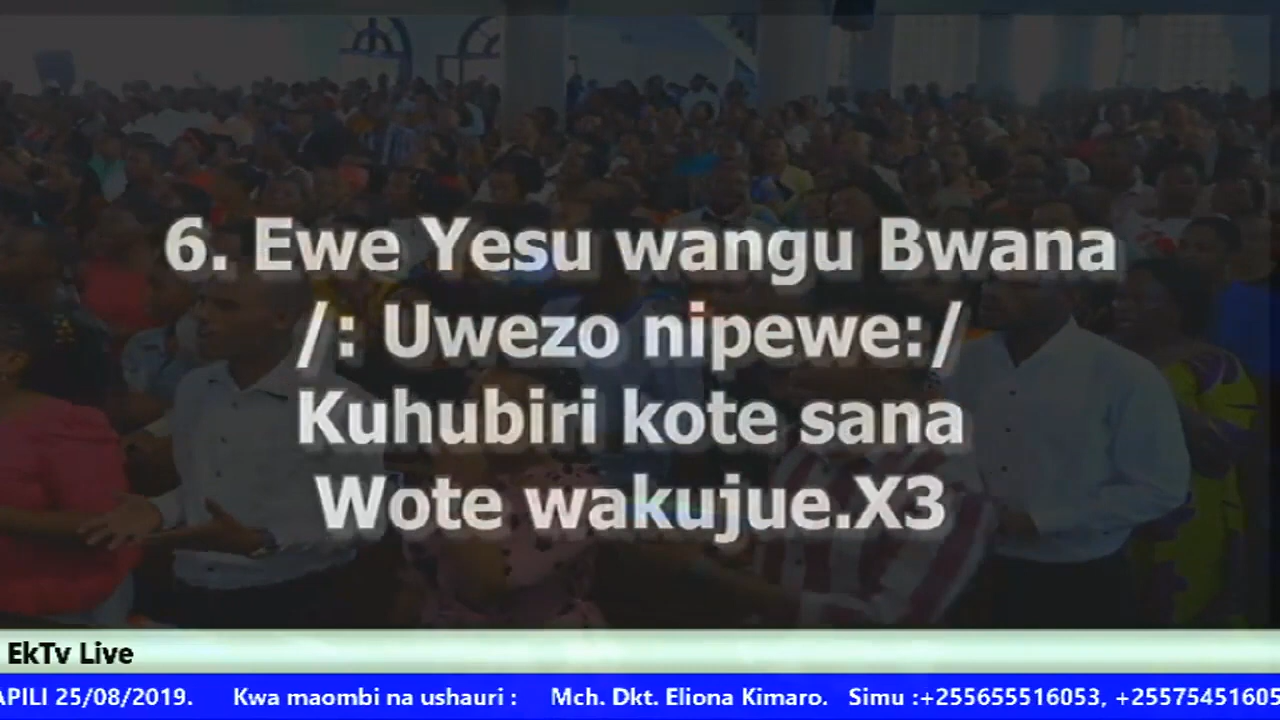 6. Ewe Yesu wangu Bwana
/: Uwezo nipewe:/
Kuhubiri kote sana
Wote wakujue.X3
EkTv Live
APILI 25/08/2019. Kwa maombi na ushauri : Mch. Dkt. Eliona Kimaro. Simu :+255655516053, +25575451605